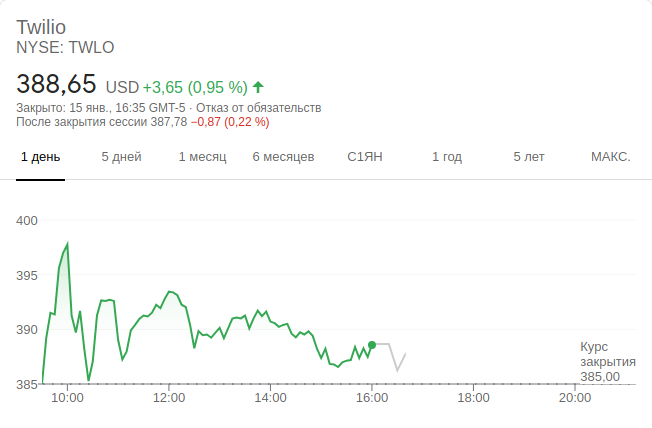 Twilio
NYSE: TWLO
388,65 USD +3,65 (0,95 %)
Закрыто: 15 янв., 16:35 GMT-5 · Отказ от обязательств
После закрытия сессии 387,78 −0,87 (0,22 %)
1 день 5 дней 1 месяц 6 месяцев С1ЯН 1 год 5 лет МАКС.
400
395
390
Курс
закрытия
385,00
385
10:00 12:00 14:00 16:00 18:00 20:00